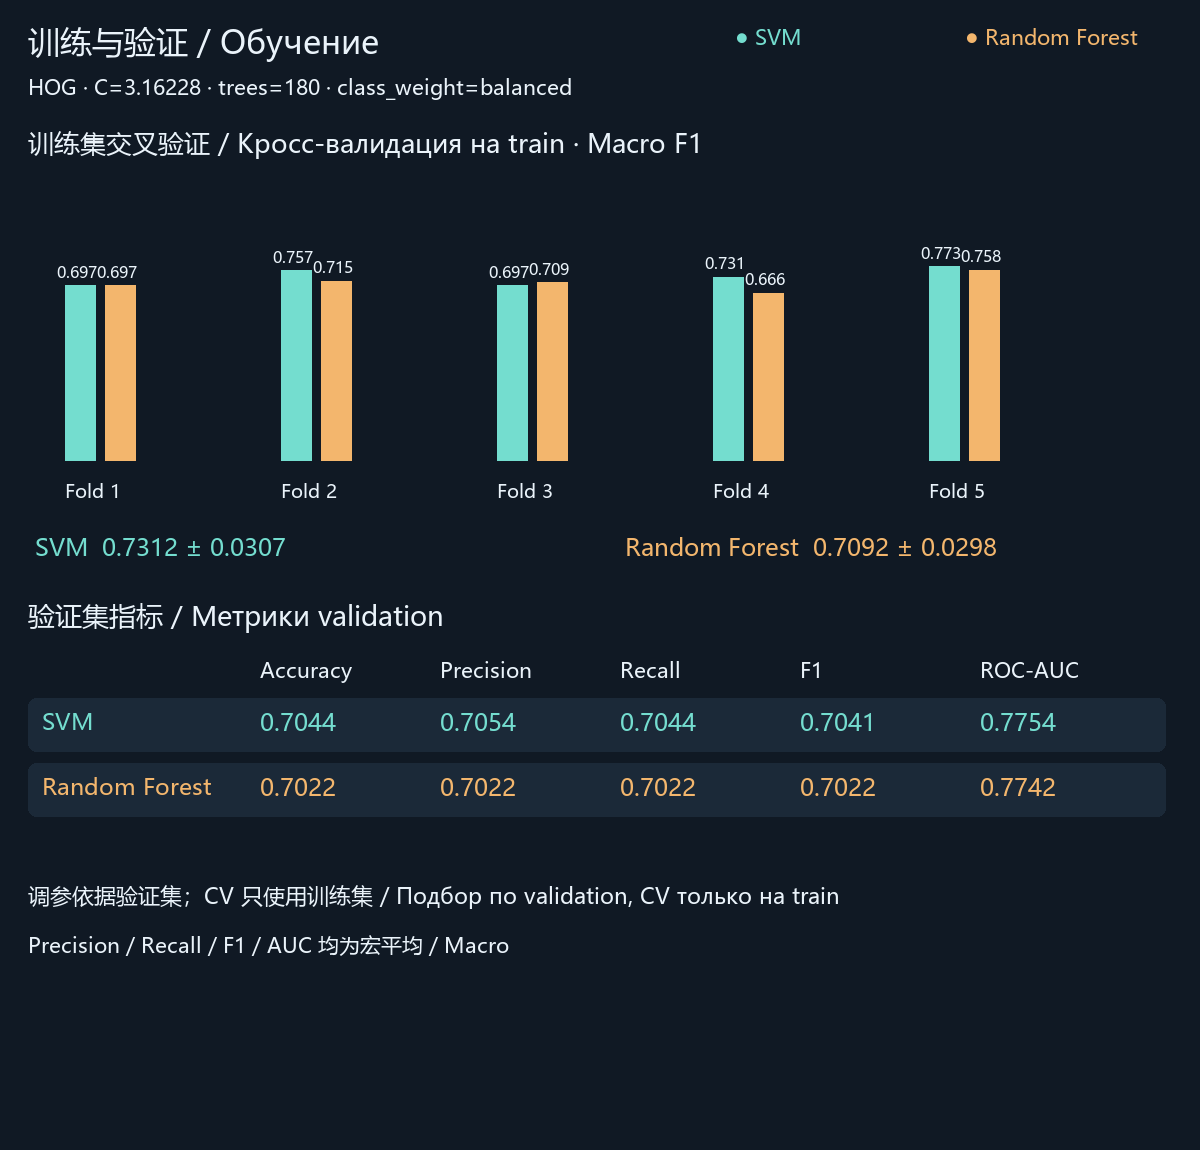 训练与验证 / Обучение
SVM
Random Forest
HOG · C=3.16228 · trees=180 · class_weight=balanced
训练集交叉验证 / Кросс-валидация на train · Macro F1
0.697 0.697
0.757 0.715
0.697 0.709
0.731 0.666
0.773 0.758
Fold 1 Fold 2 Fold 3 Fold 4 Fold 5
SVM 0.7312 ± 0.0307
Random Forest 0.7092 ± 0.0298
验证集指标 / Метрики validation
Accuracy Precision Recall F1 ROC-AUC
SVM 0.7044 0.7054 0.7044 0.7041 0.7754
Random Forest 0.7022 0.7022 0.7022 0.7022 0.7742
调参依据验证集；CV 只使用训练集 / Подбор по validation, CV только на train
Precision / Recall / F1 / AUC 均为宏平均 / Macro